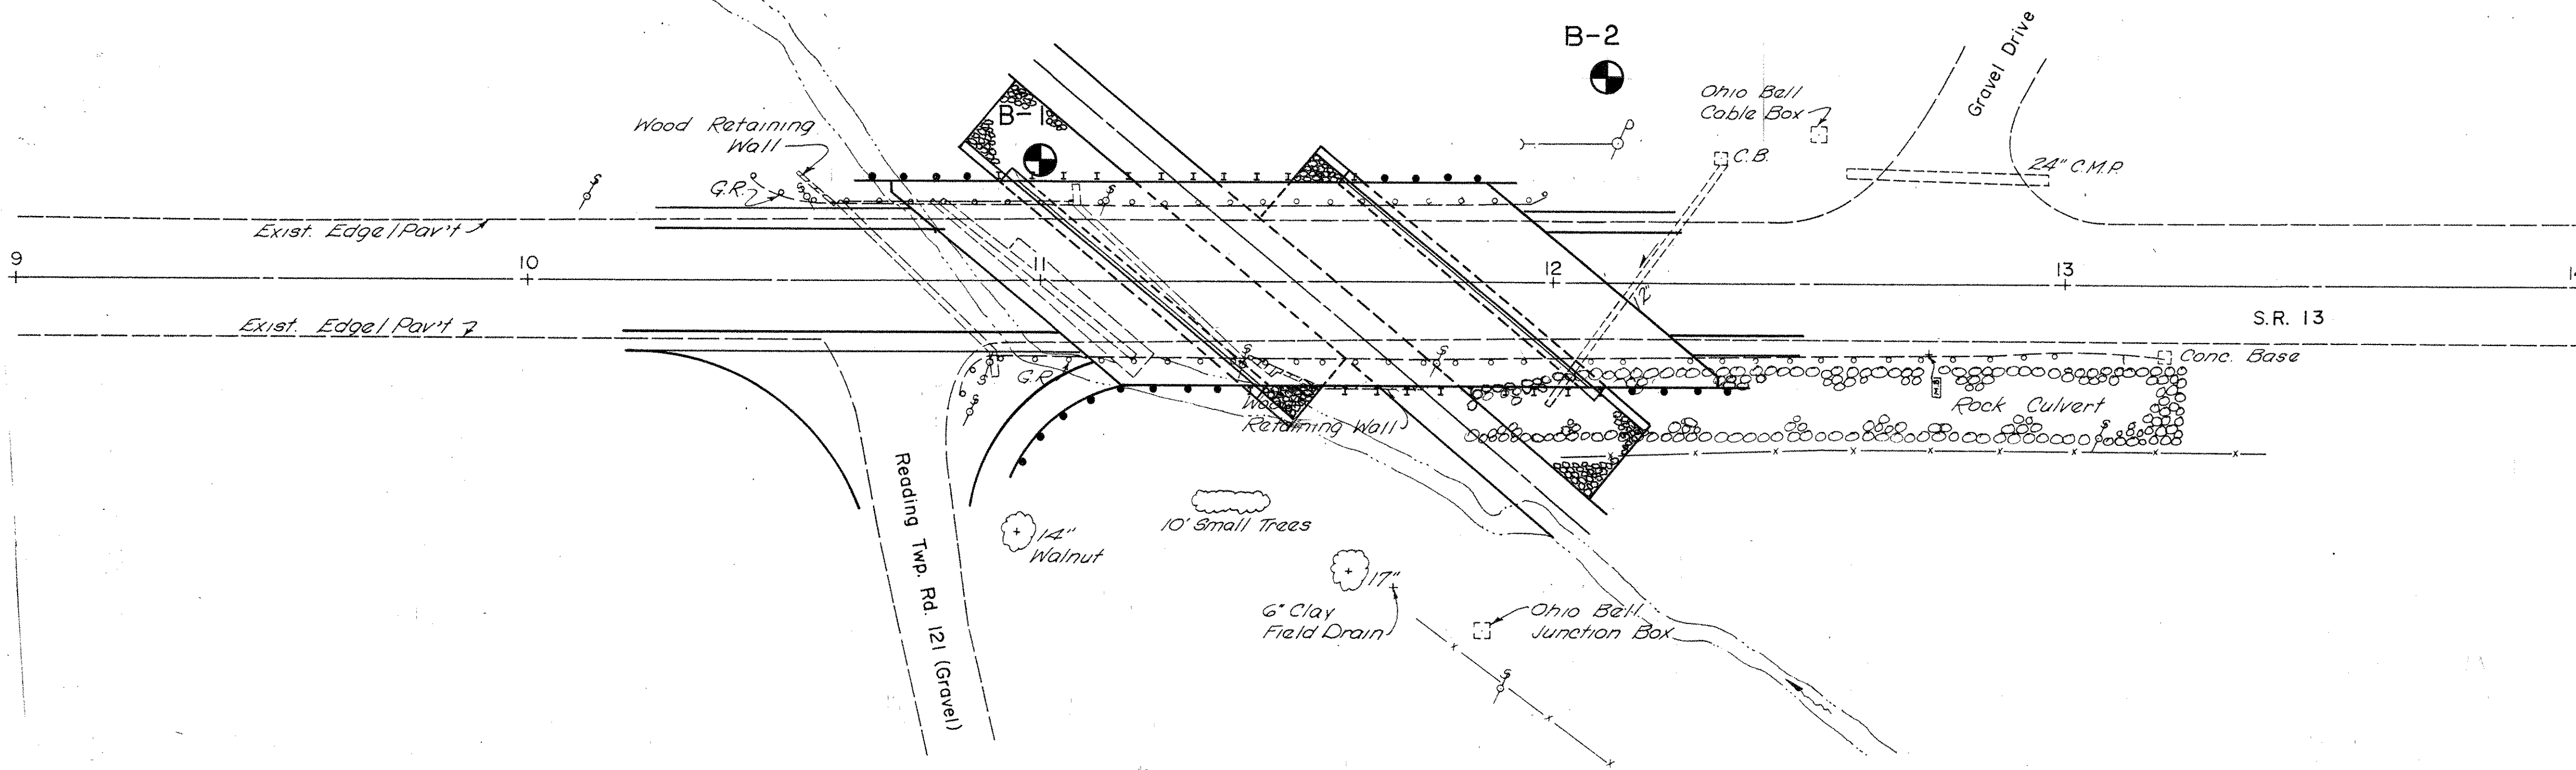 B-2
Gravel Drive
Ohio Bell
Cable Box
B-1
Wood Retaining
Wall
C.B.
24" C.M.P.
G.R.
S
S
S
Exist. Edge/Pav't
9
10
11
12
13
12"
Exist. Edge/Pav't
S.R. 13
S
S
Conc. Base
G.R.
S
S
Rock Culvert
Retaining Wall
S
Reading Twp. Rd. 121 (Gravel)
10' Small Trees
14"
Walnut
17"
6" Clay
Field Drain
Ohio Bell
Junction Box
S